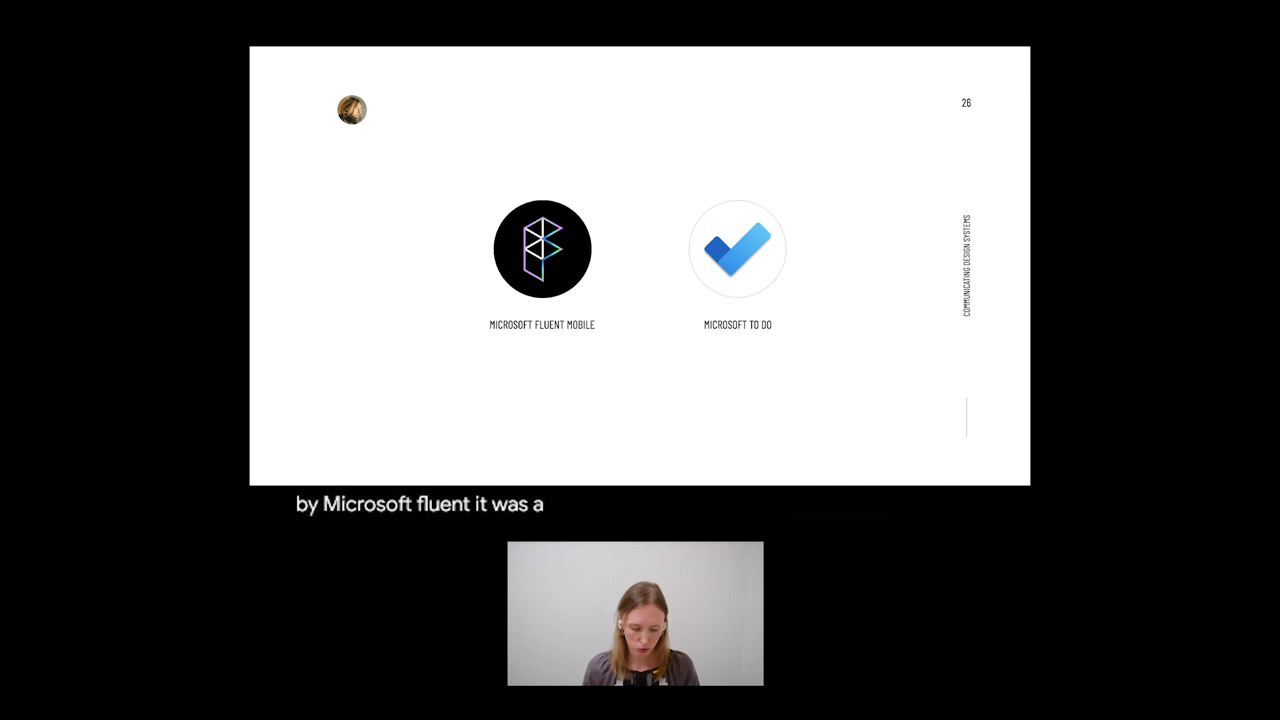 26
MICROSOFT FLUENT MOBILE
MICROSOFT TO DO
COMMUNICATING DESIGN SYSTEMS
by Microsoft fluent it was a